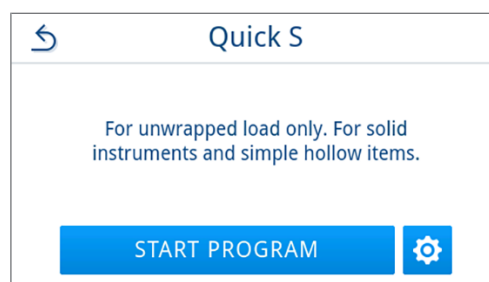 Quick S
For unwrapped load only. For solid
instruments and simple hollow items.
START PROGRAM